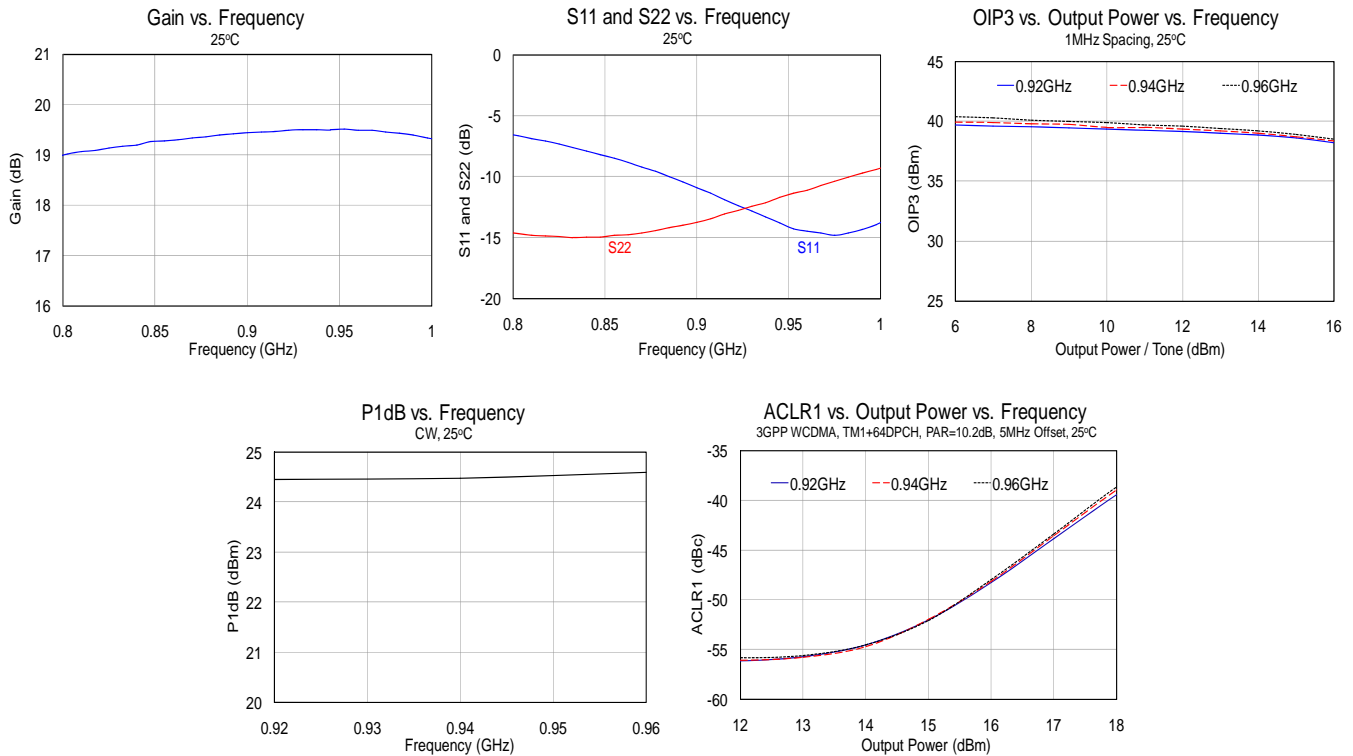 Gain vs. Frequency
25ºC
21
20
19
18
17
16
Gain (dB)
0.8
0.85
0.9
0.95
1
Frequency (GHz)
S11 and S22 vs. Frequency
25ºC
0
-5
-10
-15
-20
S11 and S22 (dB)
S22
S11
0.8
0.85
0.9
0.95
1
Frequency (GHz)
OIP3 vs. Output Power vs. Frequency
1MHz Spacing, 25ºC
45
40
35
30
25
OIP3 (dBm)
0.92GHz
0.94GHz
0.96GHz
6
8
10
12
14
16
Output Power / Tone (dBm)
P1dB vs. Frequency
CW, 25ºC
25
24
23
22
21
20
P1dB (dBm)
0.92
0.93
0.94
0.95
0.96
Frequency (GHz)
ACLR1 vs. Output Power vs. Frequency
3GPP WCDMA, TM1+64DPCH, PAR=10.2dB, 5MHz Offset, 25ºC
-35
-40
-45
-50
-55
-60
ACLR1 (dBc)
0.92GHz
0.94GHz
0.96GHz
12
13
14
15
16
17
18
Output Power (dBm)